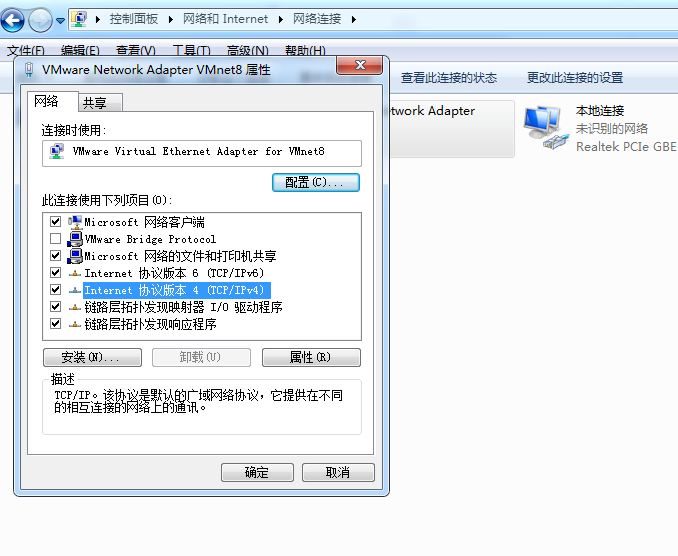 控制面板 网络和 Internet 网络连接
文件(F) 编辑(E) 查看(V) 工具(T) 高级(N) 帮助(H)
VMware Network Adapter VMnet8 属性
查看此连接的状态 更改此连接的设置
网络 共享
twork Adapter
本地连接
未识别的网络
Realtek PCIe GBE
连接时使用:
VMware Virtual Ethernet Adapter for VMnet8
配置(C)...
此连接使用下列项目(O):
Microsoft 网络客户端
VMware Bridge Protocol
Microsoft 网络的文件和打印机共享
Internet 协议版本 6 (TCP/IPv6)
Internet 协议版本 4 (TCP/IPv4)
链路层拓扑发现映射器 I/O 驱动程序
链路层拓扑发现响应程序
安装(N)... 卸载(U) 属性(R)
描述
TCP/IP。该协议是默认的广域网络协议，它提供在不同
的相互连接的网络上的通讯。
确定 取消